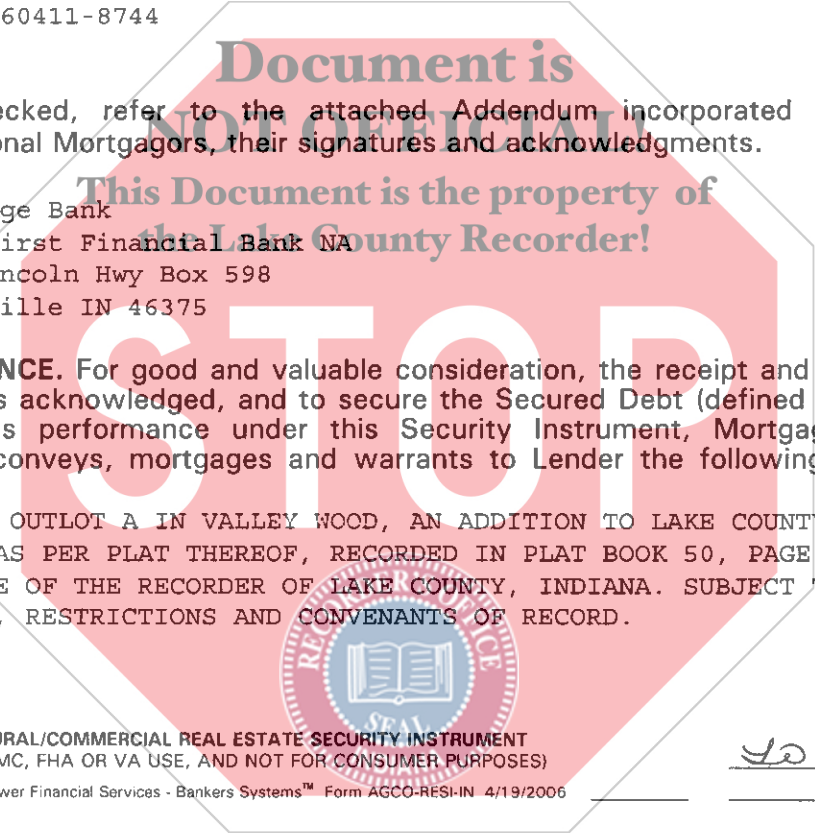 60411-8744
Document is
ecked, refer to the attached Addendum incorporated
NOT OFFICIAL!
onal Mortgagors, their signatures and acknowledgments.
This Document is the property of
ge Bank
the Lake County Recorder!
irst Financial Bank NA
ncoln Hwy Box 598
ille IN 46375
STOP
NCE. For good and valuable consideration, the receipt and
s acknowledged, and to secure the Secured Debt (defined
s performance under this Security Instrument, Mortgag
conveys, mortgages and warrants to Lender the following
OUTLOT A IN VALLEY WOOD, AN ADDITION TO LAKE COUNTY
AS PER PLAT THEREOF, RECORDED IN PLAT BOOK 50, PAGE
E OF THE RECORDER OF LAKE COUNTY, INDIANA. SUBJECT T
, RESTRICTIONS AND CONVENANTS OF RECORD.
RECORDER'S OFFICE
SEAL
INDIANA
URAL/COMMERCIAL REAL ESTATE SECURITY INSTRUMENT
MC, FHA OR VA USE, AND NOT FOR CONSUMER PURPOSES)
wer Financial Services - Bankers Systems™ Form AGCO-RESI-IN 4/19/2006